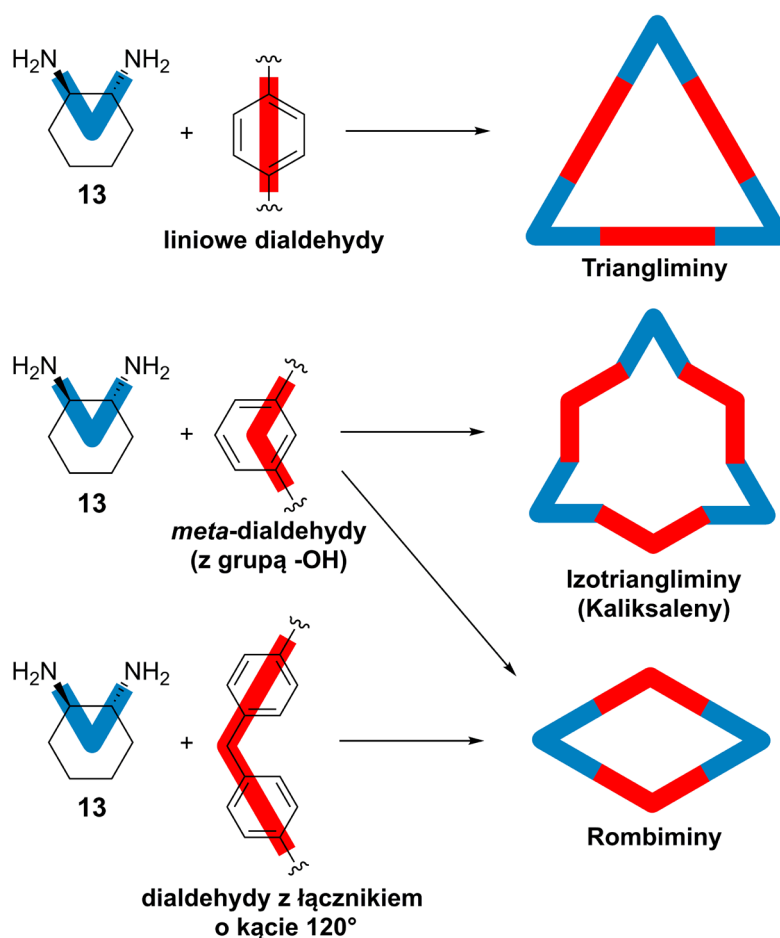 H₂N NH₂
13
+
liniowe dialdehydy
Triangliminy
H₂N NH₂
13
+
meta-dialdehydy
(z grupą -OH)
Izotriangliminy
(Kaliksaleny)
H₂N NH₂
13
+
dialdehydy z łącznikiem
o kącie 120°
Rombiminy